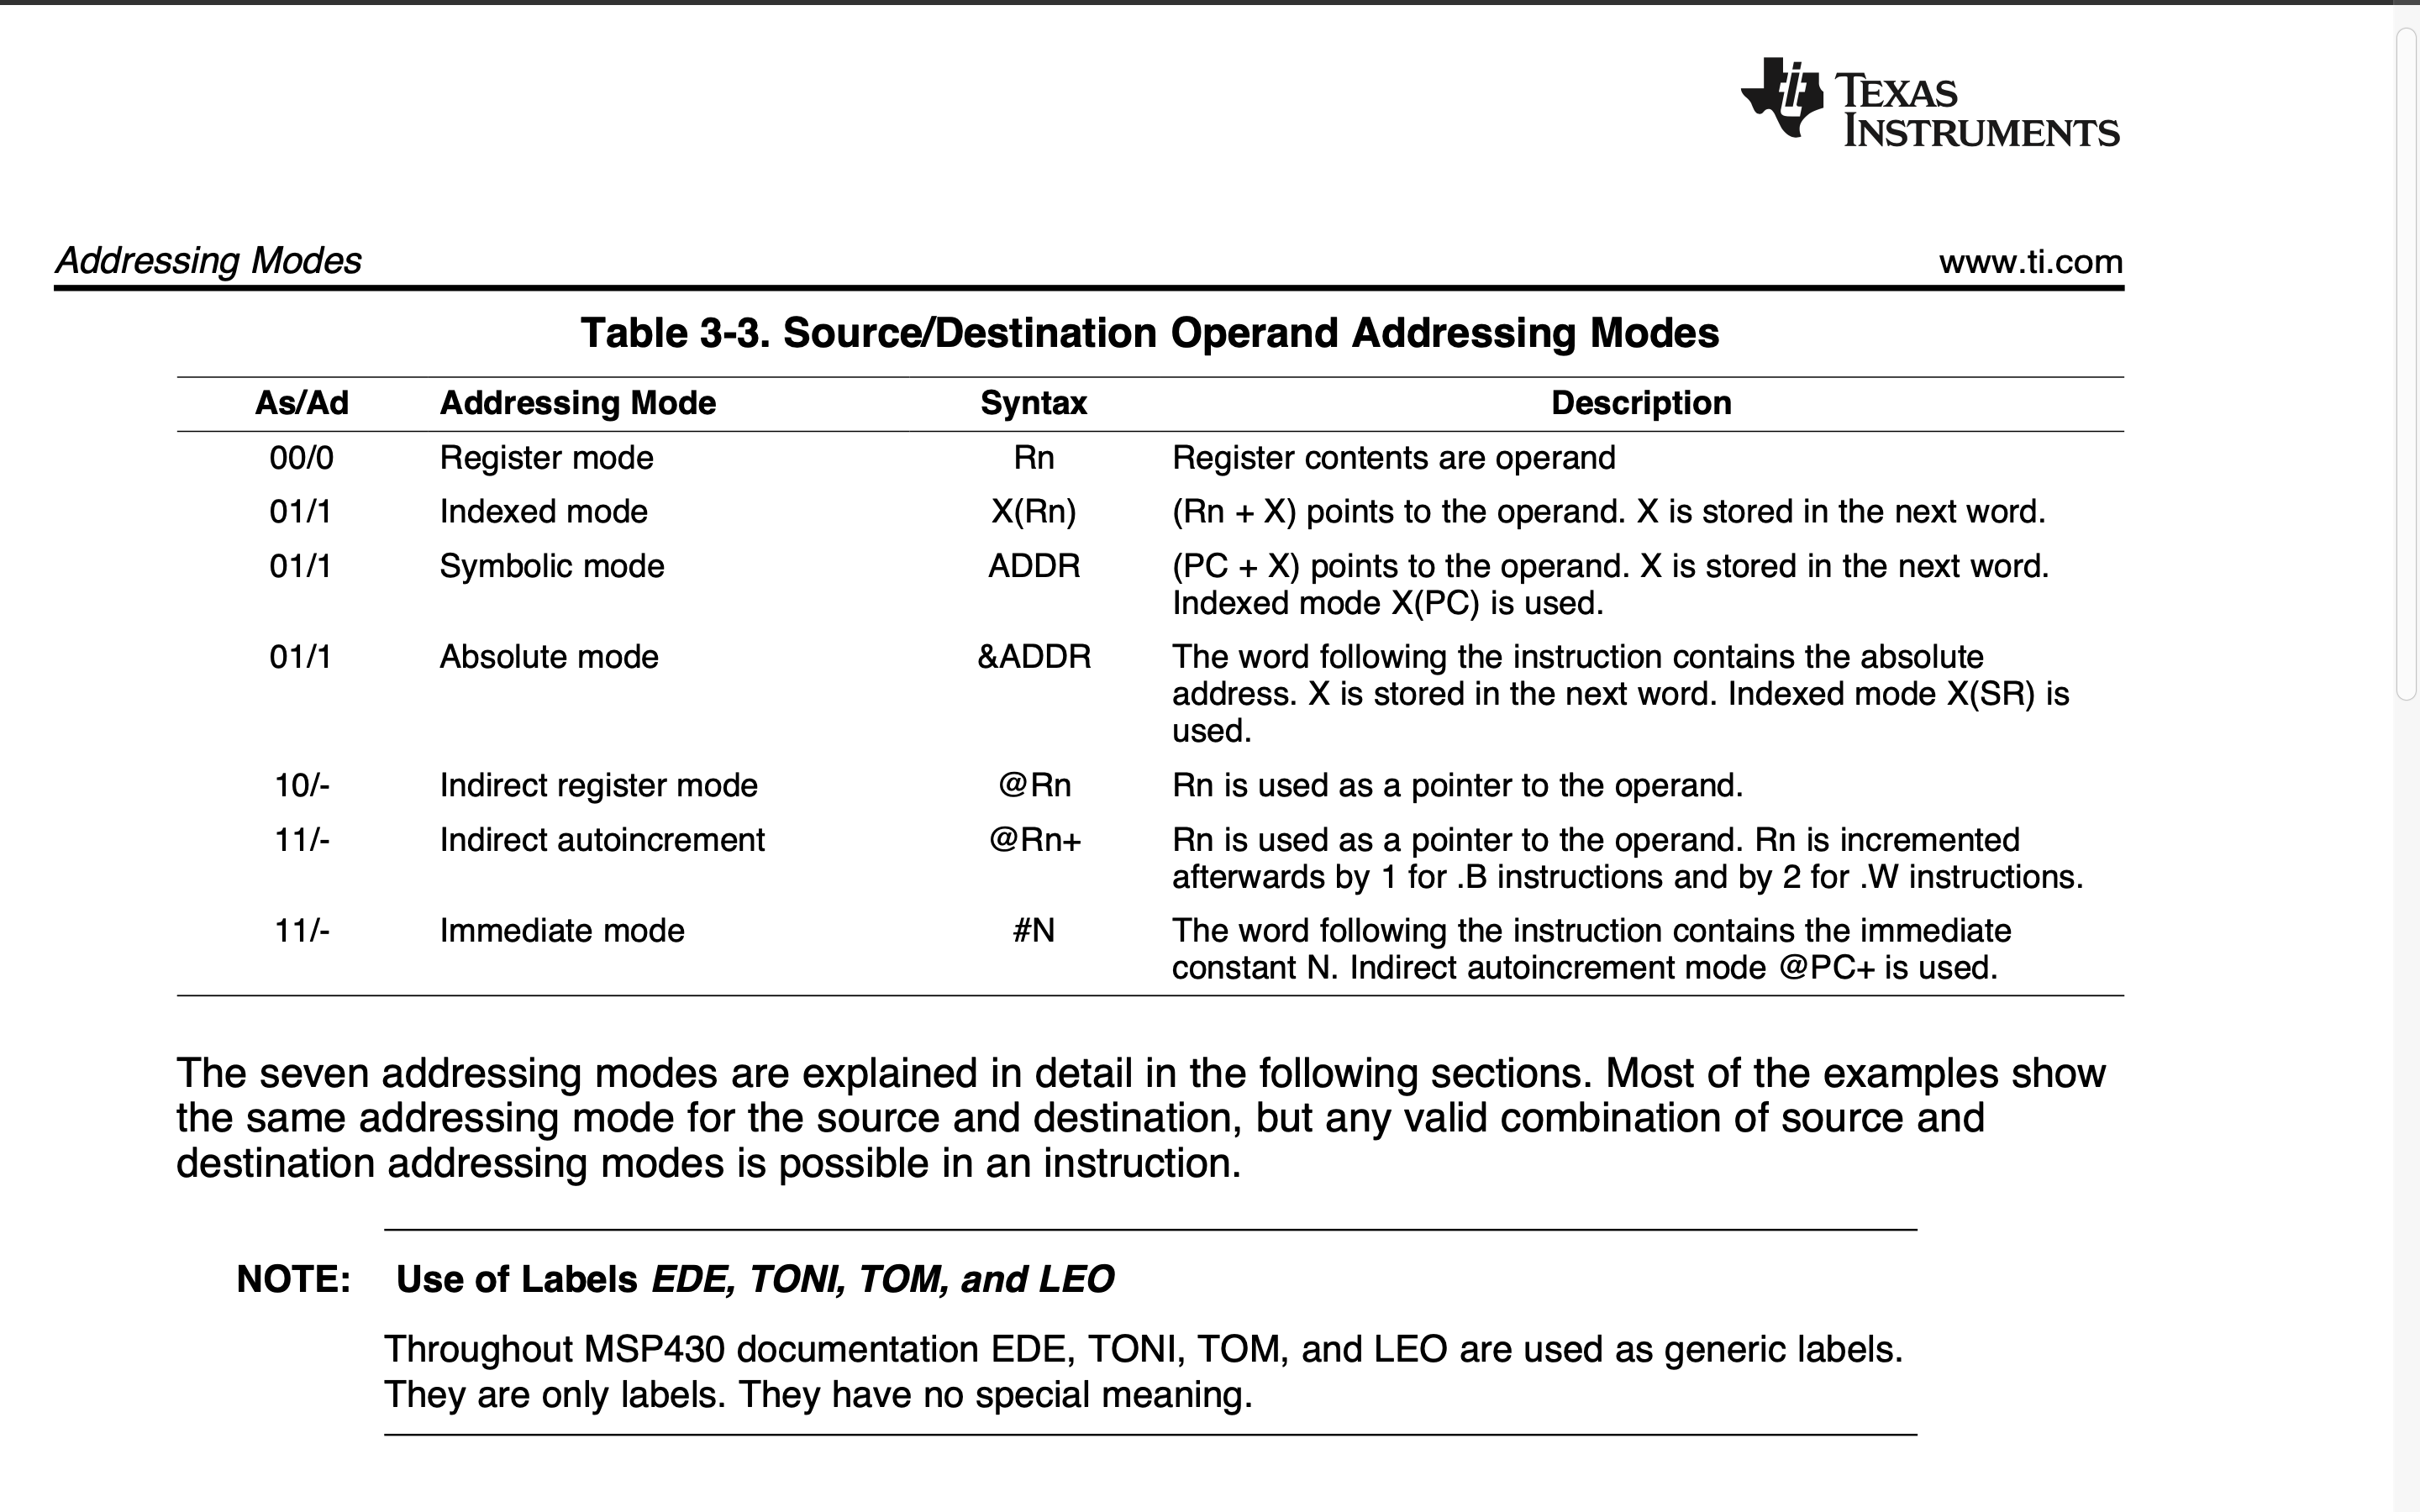 TEXAS
INSTRUMENTS
Addressing Modes www.ti.com
Table 3-3. Source/Destination Operand Addressing Modes
As/Ad Addressing Mode Syntax Description
00/0 Register mode Rn Register contents are operand
01/1 Indexed mode X(Rn) (Rn + X) points to the operand. X is stored in the next word.
01/1 Symbolic mode ADDR (PC + X) points to the operand. X is stored in the next word.
Indexed mode X(PC) is used.
01/1 Absolute mode &ADDR The word following the instruction contains the absolute
address. X is stored in the next word. Indexed mode X(SR) is
used.
10/- Indirect register mode @Rn Rn is used as a pointer to the operand.
11/- Indirect autoincrement @Rn+ Rn is used as a pointer to the operand. Rn is incremented
afterwards by 1 for .B instructions and by 2 for .W instructions.
11/- Immediate mode #N The word following the instruction contains the immediate
constant N. Indirect autoincrement mode @PC+ is used.
The seven addressing modes are explained in detail in the following sections. Most of the examples show
the same addressing mode for the source and destination, but any valid combination of source and
destination addressing modes is possible in an instruction.
NOTE: Use of Labels EDE, TONI, TOM, and LEO
Throughout MSP430 documentation EDE, TONI, TOM, and LEO are used as generic labels.
They are only labels. They have no special meaning.